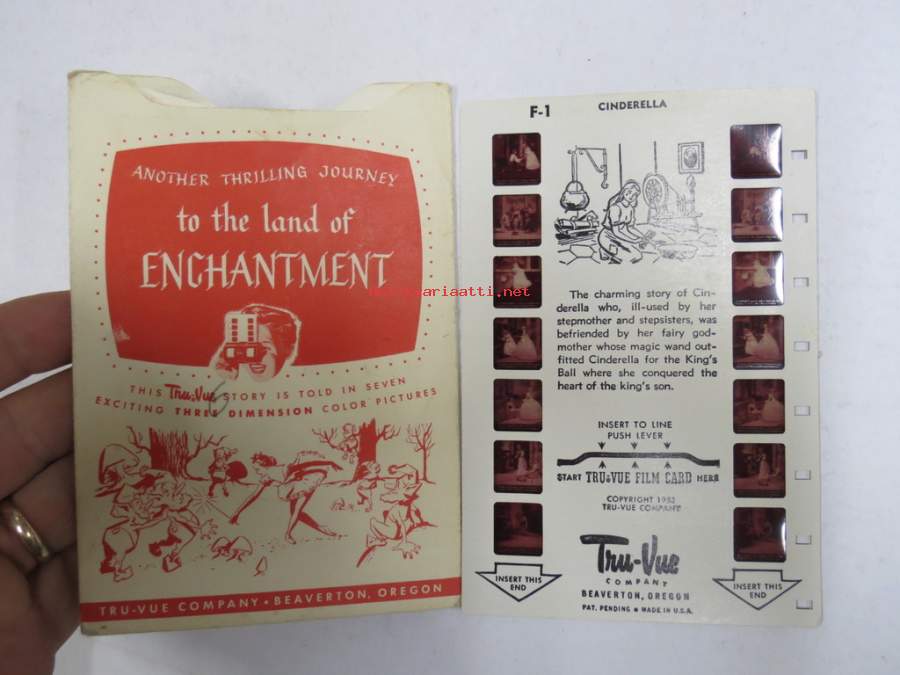 ANOTHER THRILLING JOURNEY
to the land of
ENCHANTMENT
THIS Tru-Vue STORY IS TOLD IN SEVEN
EXCITING THREE DIMENSION COLOR PICTURES
TRU-VUE COMPANY • BEAVERTON, OREGON
F-1 CINDERELLA
The charming story of Cin-
derella who, ill-used by her
stepmother and stepsisters, was
befriended by her fairy god-
mother whose magic wand out-
fitted Cinderella for the King's
Ball where she conquered the
heart of the king's son.
INSERT TO LINE
PUSH LEVER
START TRU-VUE FILM CARD HERE
COPYRIGHT 1953
TRU-VUE COMPANY
Tru-Vue
COMPANY
BEAVERTON, OREGON
PAT. PENDING • MADE IN U.S.A.
INSERT THIS
END
INSERT THIS
END